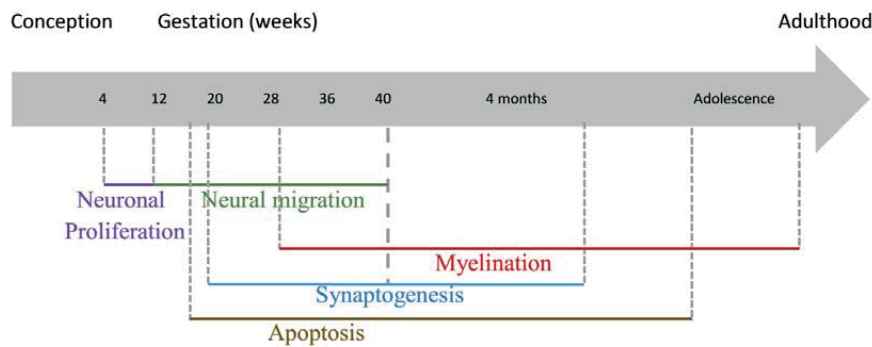 Conception Gestation (weeks) Adulthood
4 12 20 28 36 40 4 months Adolescence
Neuronal Neural migration
Proliferation
Myelination
Synaptogenesis
Apoptosis